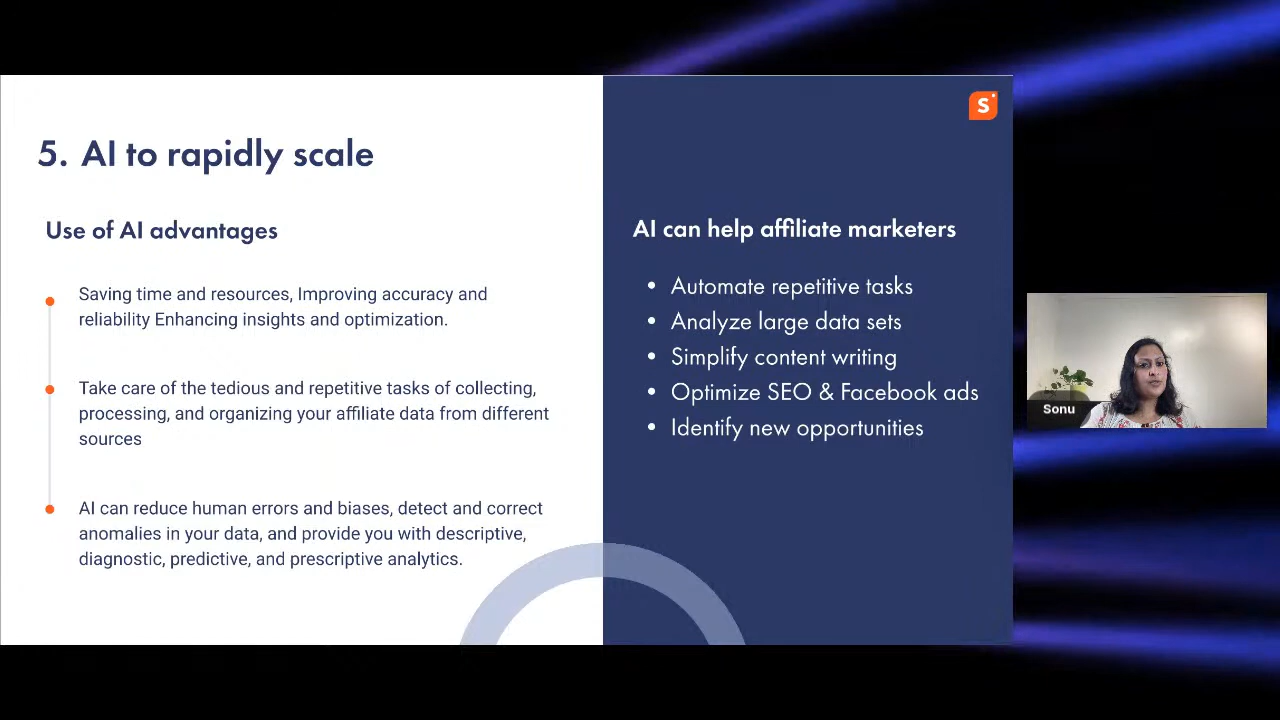 S
5. AI to rapidly scale
Use of AI advantages
Saving time and resources, Improving accuracy and
reliability Enhancing insights and optimization.
Take care of the tedious and repetitive tasks of collecting,
processing, and organizing your affiliate data from different
sources
AI can reduce human errors and biases, detect and correct
anomalies in your data, and provide you with descriptive,
diagnostic, predictive, and prescriptive analytics.
AI can help affiliate marketers
• Automate repetitive tasks
• Analyze large data sets
• Simplify content writing
• Optimize SEO & Facebook ads
• Identify new opportunities
Sonu